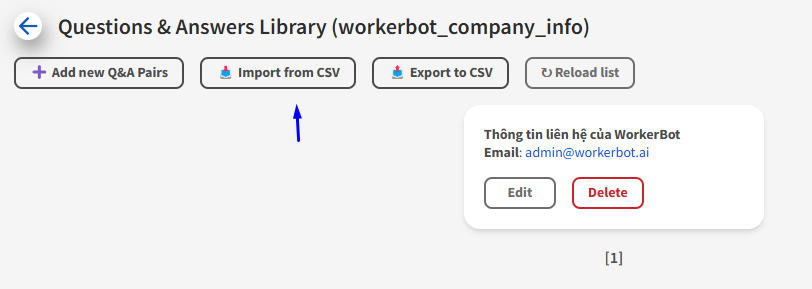 Questions & Answers Library (workerbot_company_info)
Add new Q&A Pairs
Import from CSV
Export to CSV
↻ Reload list
Thông tin liên hệ của WorkerBot
Email: admin@workerbot.ai
Edit
Delete
[1]